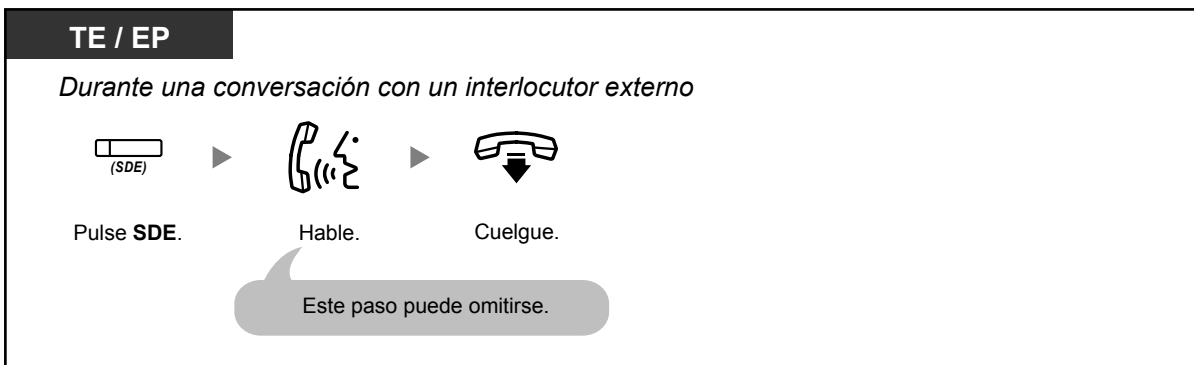 TE / EP
Durante una conversación con un interlocutor externo
(SDE)
Pulse SDE.
Hable.
Cuelgue.
Este paso puede omitirse.